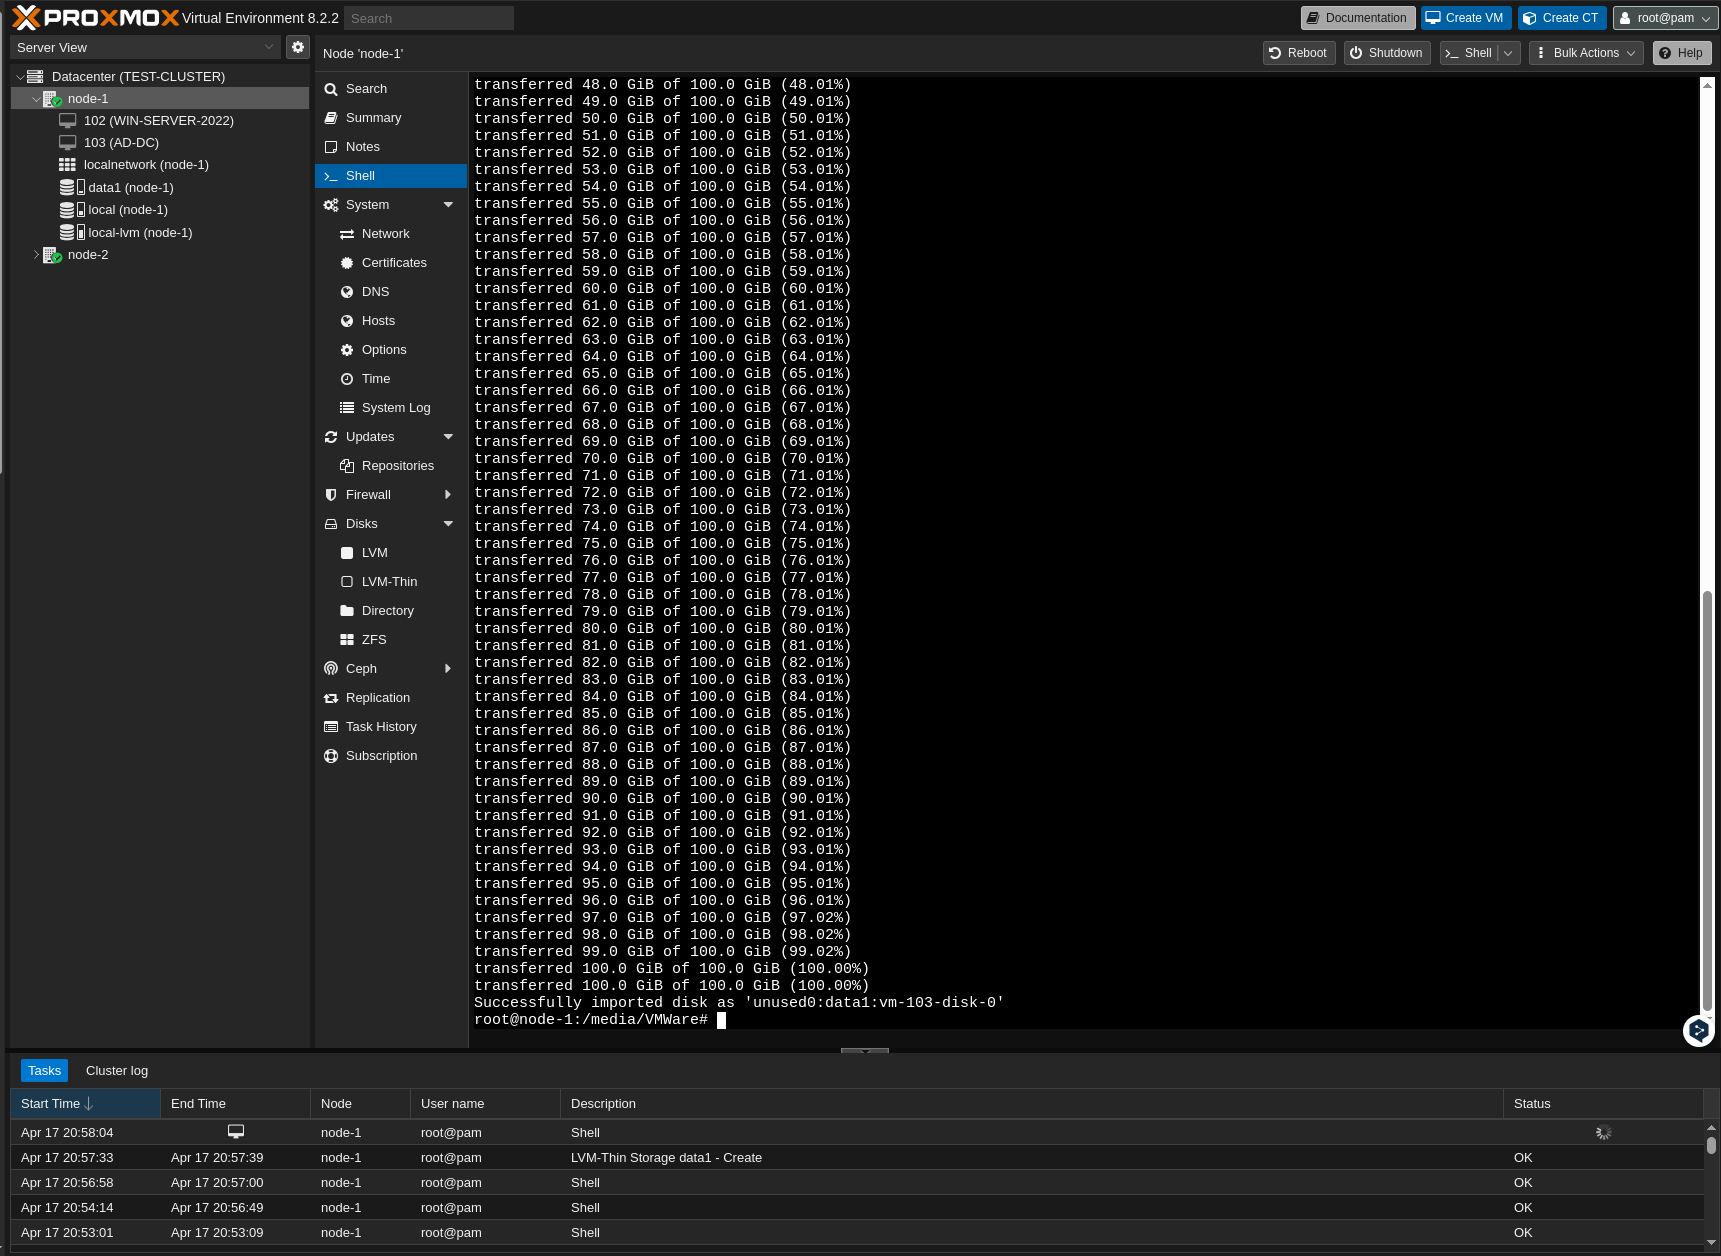 PROXMOX Virtual Environment 8.2.2 Search Documentation Create VM Create CT root@pam
Server View
Node 'node-1' Reboot Shutdown Shell Bulk Actions Help
Datacenter (TEST-CLUSTER)
node-1
102 (WIN-SERVER-2022)
103 (AD-DC)
localnetwork (node-1)
data1 (node-1)
local (node-1)
local-lvm (node-1)
node-2
Search
Summary
Notes
Shell
System
Network
Certificates
DNS
Hosts
Options
Time
System Log
Updates
Repositories
Firewall
Disks
LVM
LVM-Thin
Directory
ZFS
Ceph
Replication
Task History
Subscription
transferred 48.0 GiB of 100.0 GiB (48.01%)
transferred 49.0 GiB of 100.0 GiB (49.01%)
transferred 50.0 GiB of 100.0 GiB (50.01%)
transferred 51.0 GiB of 100.0 GiB (51.01%)
transferred 52.0 GiB of 100.0 GiB (52.01%)
transferred 53.0 GiB of 100.0 GiB (53.01%)
transferred 54.0 GiB of 100.0 GiB (54.01%)
transferred 55.0 GiB of 100.0 GiB (55.01%)
transferred 56.0 GiB of 100.0 GiB (56.01%)
transferred 57.0 GiB of 100.0 GiB (57.01%)
transferred 58.0 GiB of 100.0 GiB (58.01%)
transferred 59.0 GiB of 100.0 GiB (59.01%)
transferred 60.0 GiB of 100.0 GiB (60.01%)
transferred 61.0 GiB of 100.0 GiB (61.01%)
transferred 62.0 GiB of 100.0 GiB (62.01%)
transferred 63.0 GiB of 100.0 GiB (63.01%)
transferred 64.0 GiB of 100.0 GiB (64.01%)
transferred 65.0 GiB of 100.0 GiB (65.01%)
transferred 66.0 GiB of 100.0 GiB (66.01%)
transferred 67.0 GiB of 100.0 GiB (67.01%)
transferred 68.0 GiB of 100.0 GiB (68.01%)
transferred 69.0 GiB of 100.0 GiB (69.01%)
transferred 70.0 GiB of 100.0 GiB (70.01%)
transferred 71.0 GiB of 100.0 GiB (71.01%)
transferred 72.0 GiB of 100.0 GiB (72.01%)
transferred 73.0 GiB of 100.0 GiB (73.01%)
transferred 74.0 GiB of 100.0 GiB (74.01%)
transferred 75.0 GiB of 100.0 GiB (75.01%)
transferred 76.0 GiB of 100.0 GiB (76.01%)
transferred 77.0 GiB of 100.0 GiB (77.01%)
transferred 78.0 GiB of 100.0 GiB (78.01%)
transferred 79.0 GiB of 100.0 GiB (79.01%)
transferred 80.0 GiB of 100.0 GiB (80.01%)
transferred 81.0 GiB of 100.0 GiB (81.01%)
transferred 82.0 GiB of 100.0 GiB (82.01%)
transferred 83.0 GiB of 100.0 GiB (83.01%)
transferred 84.0 GiB of 100.0 GiB (84.01%)
transferred 85.0 GiB of 100.0 GiB (85.01%)
transferred 86.0 GiB of 100.0 GiB (86.01%)
transferred 87.0 GiB of 100.0 GiB (87.01%)
transferred 88.0 GiB of 100.0 GiB (88.01%)
transferred 89.0 GiB of 100.0 GiB (89.01%)
transferred 90.0 GiB of 100.0 GiB (90.01%)
transferred 91.0 GiB of 100.0 GiB (91.01%)
transferred 92.0 GiB of 100.0 GiB (92.01%)
transferred 93.0 GiB of 100.0 GiB (93.01%)
transferred 94.0 GiB of 100.0 GiB (94.01%)
transferred 95.0 GiB of 100.0 GiB (95.01%)
transferred 96.0 GiB of 100.0 GiB (96.01%)
transferred 97.0 GiB of 100.0 GiB (97.02%)
transferred 98.0 GiB of 100.0 GiB (98.02%)
transferred 99.0 GiB of 100.0 GiB (99.02%)
transferred 100.0 GiB of 100.0 GiB (100.00%)
transferred 100.0 GiB of 100.0 GiB (100.00%)
Successfully imported disk as 'unused0:data1:vm-103-disk-0'
root@node-1:/media/VMWare#
Tasks Cluster log
Start Time End Time Node User name Description Status
Apr 17 20:58:04 node-1 root@pam Shell
Apr 17 20:57:33 Apr 17 20:57:39 node-1 root@pam LVM-Thin Storage data1 - Create OK
Apr 17 20:56:58 Apr 17 20:57:00 node-1 root@pam Shell OK
Apr 17 20:54:14 Apr 17 20:56:49 node-1 root@pam Shell OK
Apr 17 20:53:01 Apr 17 20:53:09 node-1 root@pam Shell OK